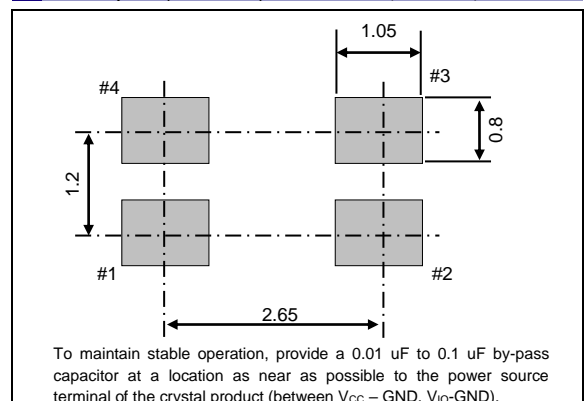 1.05
#4
#3
0.8
1.2
#1
#2
2.65
To maintain stable operation, provide a 0.01 uF to 0.1 uF by-pass
capacitor at a location as near as possible to the power source
terminal of the crystal product (between VCC – GND, VIO-GND).